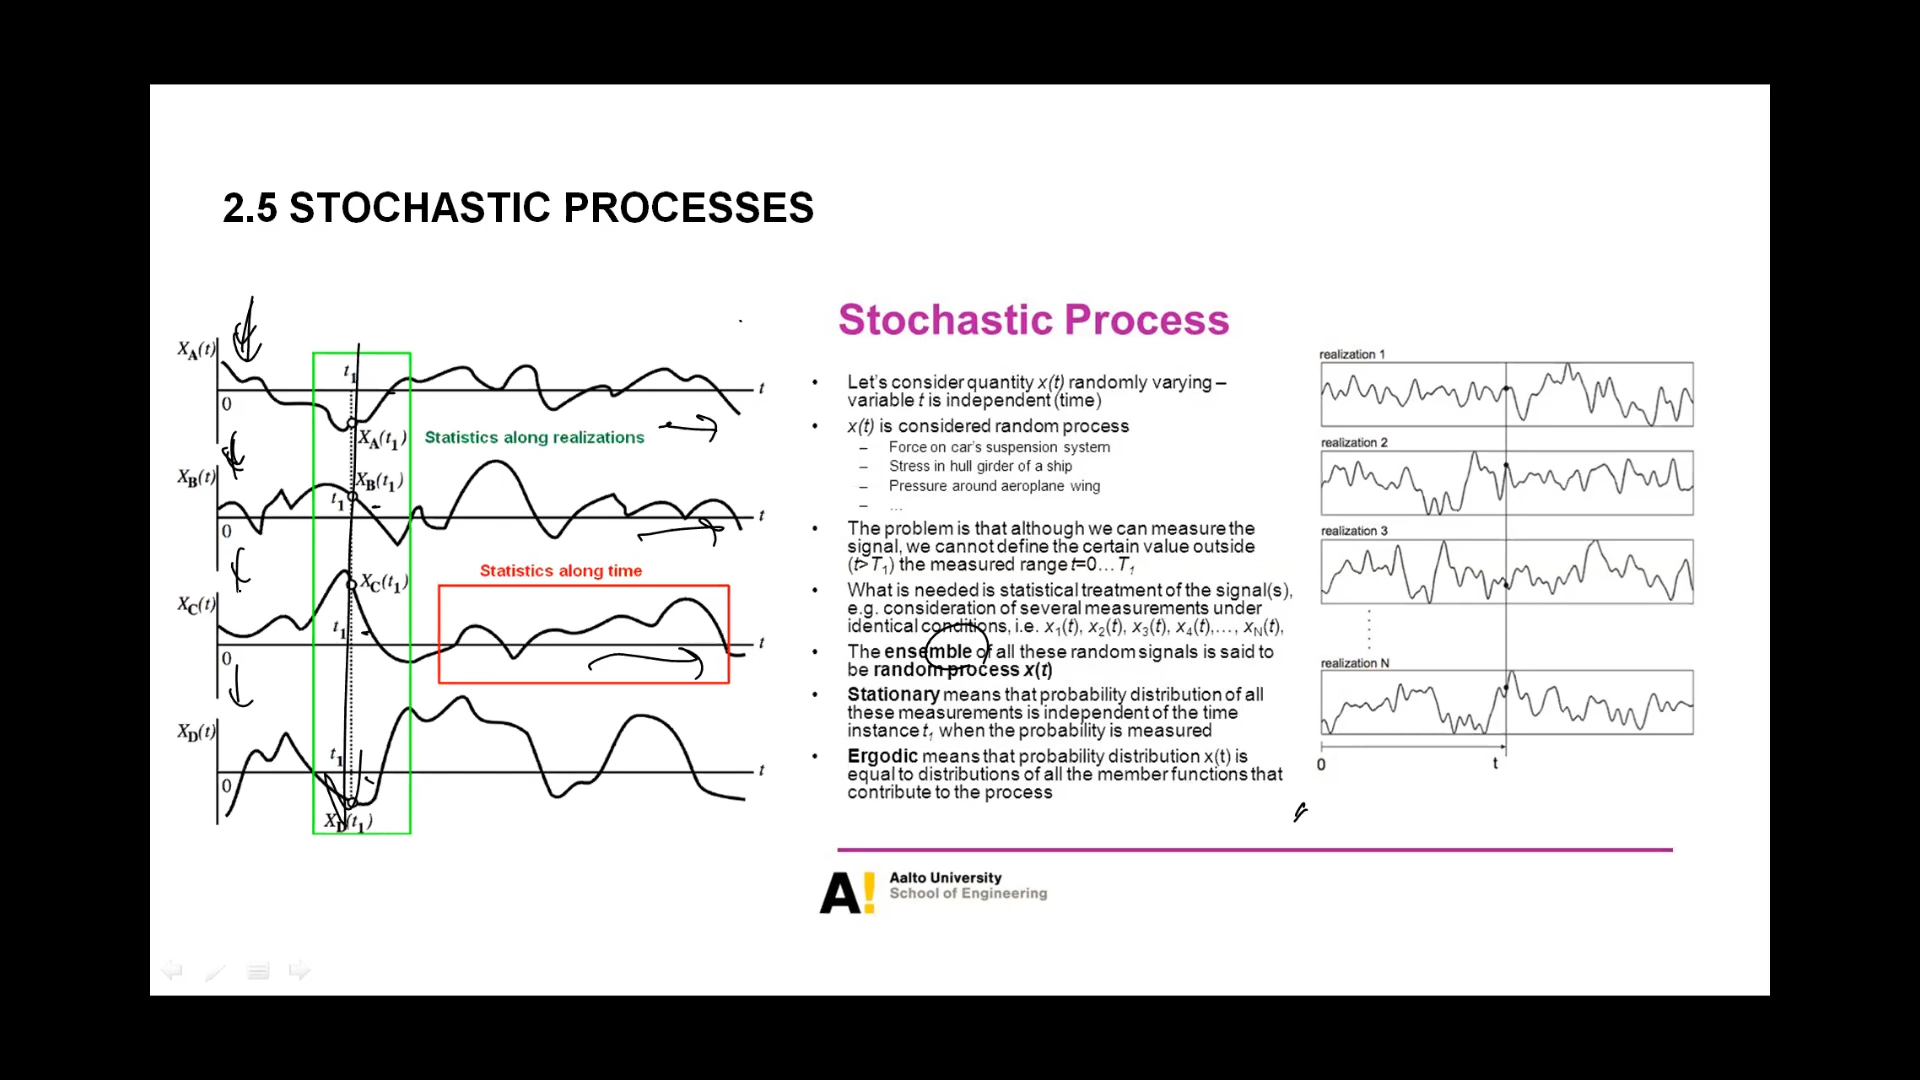 2.5 STOCHASTIC PROCESSES
X_A(t)
0
t_1
X_A(t_1)
t
Statistics along realizations
X_B(t)
0
t_1
X_B(t_1)
t
Statistics along time
X_C(t)
0
t_1
X_C(t_1)
t
X_D(t)
0
t_1
X_D(t_1)
t
Stochastic Process
• Let's consider quantity x(t) randomly varying –
variable t is independent (time)
• x(t) is considered random process
– Force on car's suspension system
– Stress in hull girder of a ship
– Pressure around aeroplane wing
– ...
• The problem is that although we can measure the
signal, we cannot define the certain value outside
(t>T_1) the measured range t=0…T_1
• What is needed is statistical treatment of the signal(s),
e.g. consideration of several measurements under
identical conditions, i.e. x_1(t), x_2(t), x_3(t), x_4(t),…, x_N(t),
• The ensemble of all these random signals is said to
be random process x(t)
• Stationary means that probability distribution of all
these measurements is independent of the time
instance t_1 when the probability is measured
• Ergodic means that probability distribution x(t) is
equal to distributions of all the member functions that
contribute to the process
realization 1
realization 2
realization 3
realization N
0
t
A!
Aalto University
School of Engineering